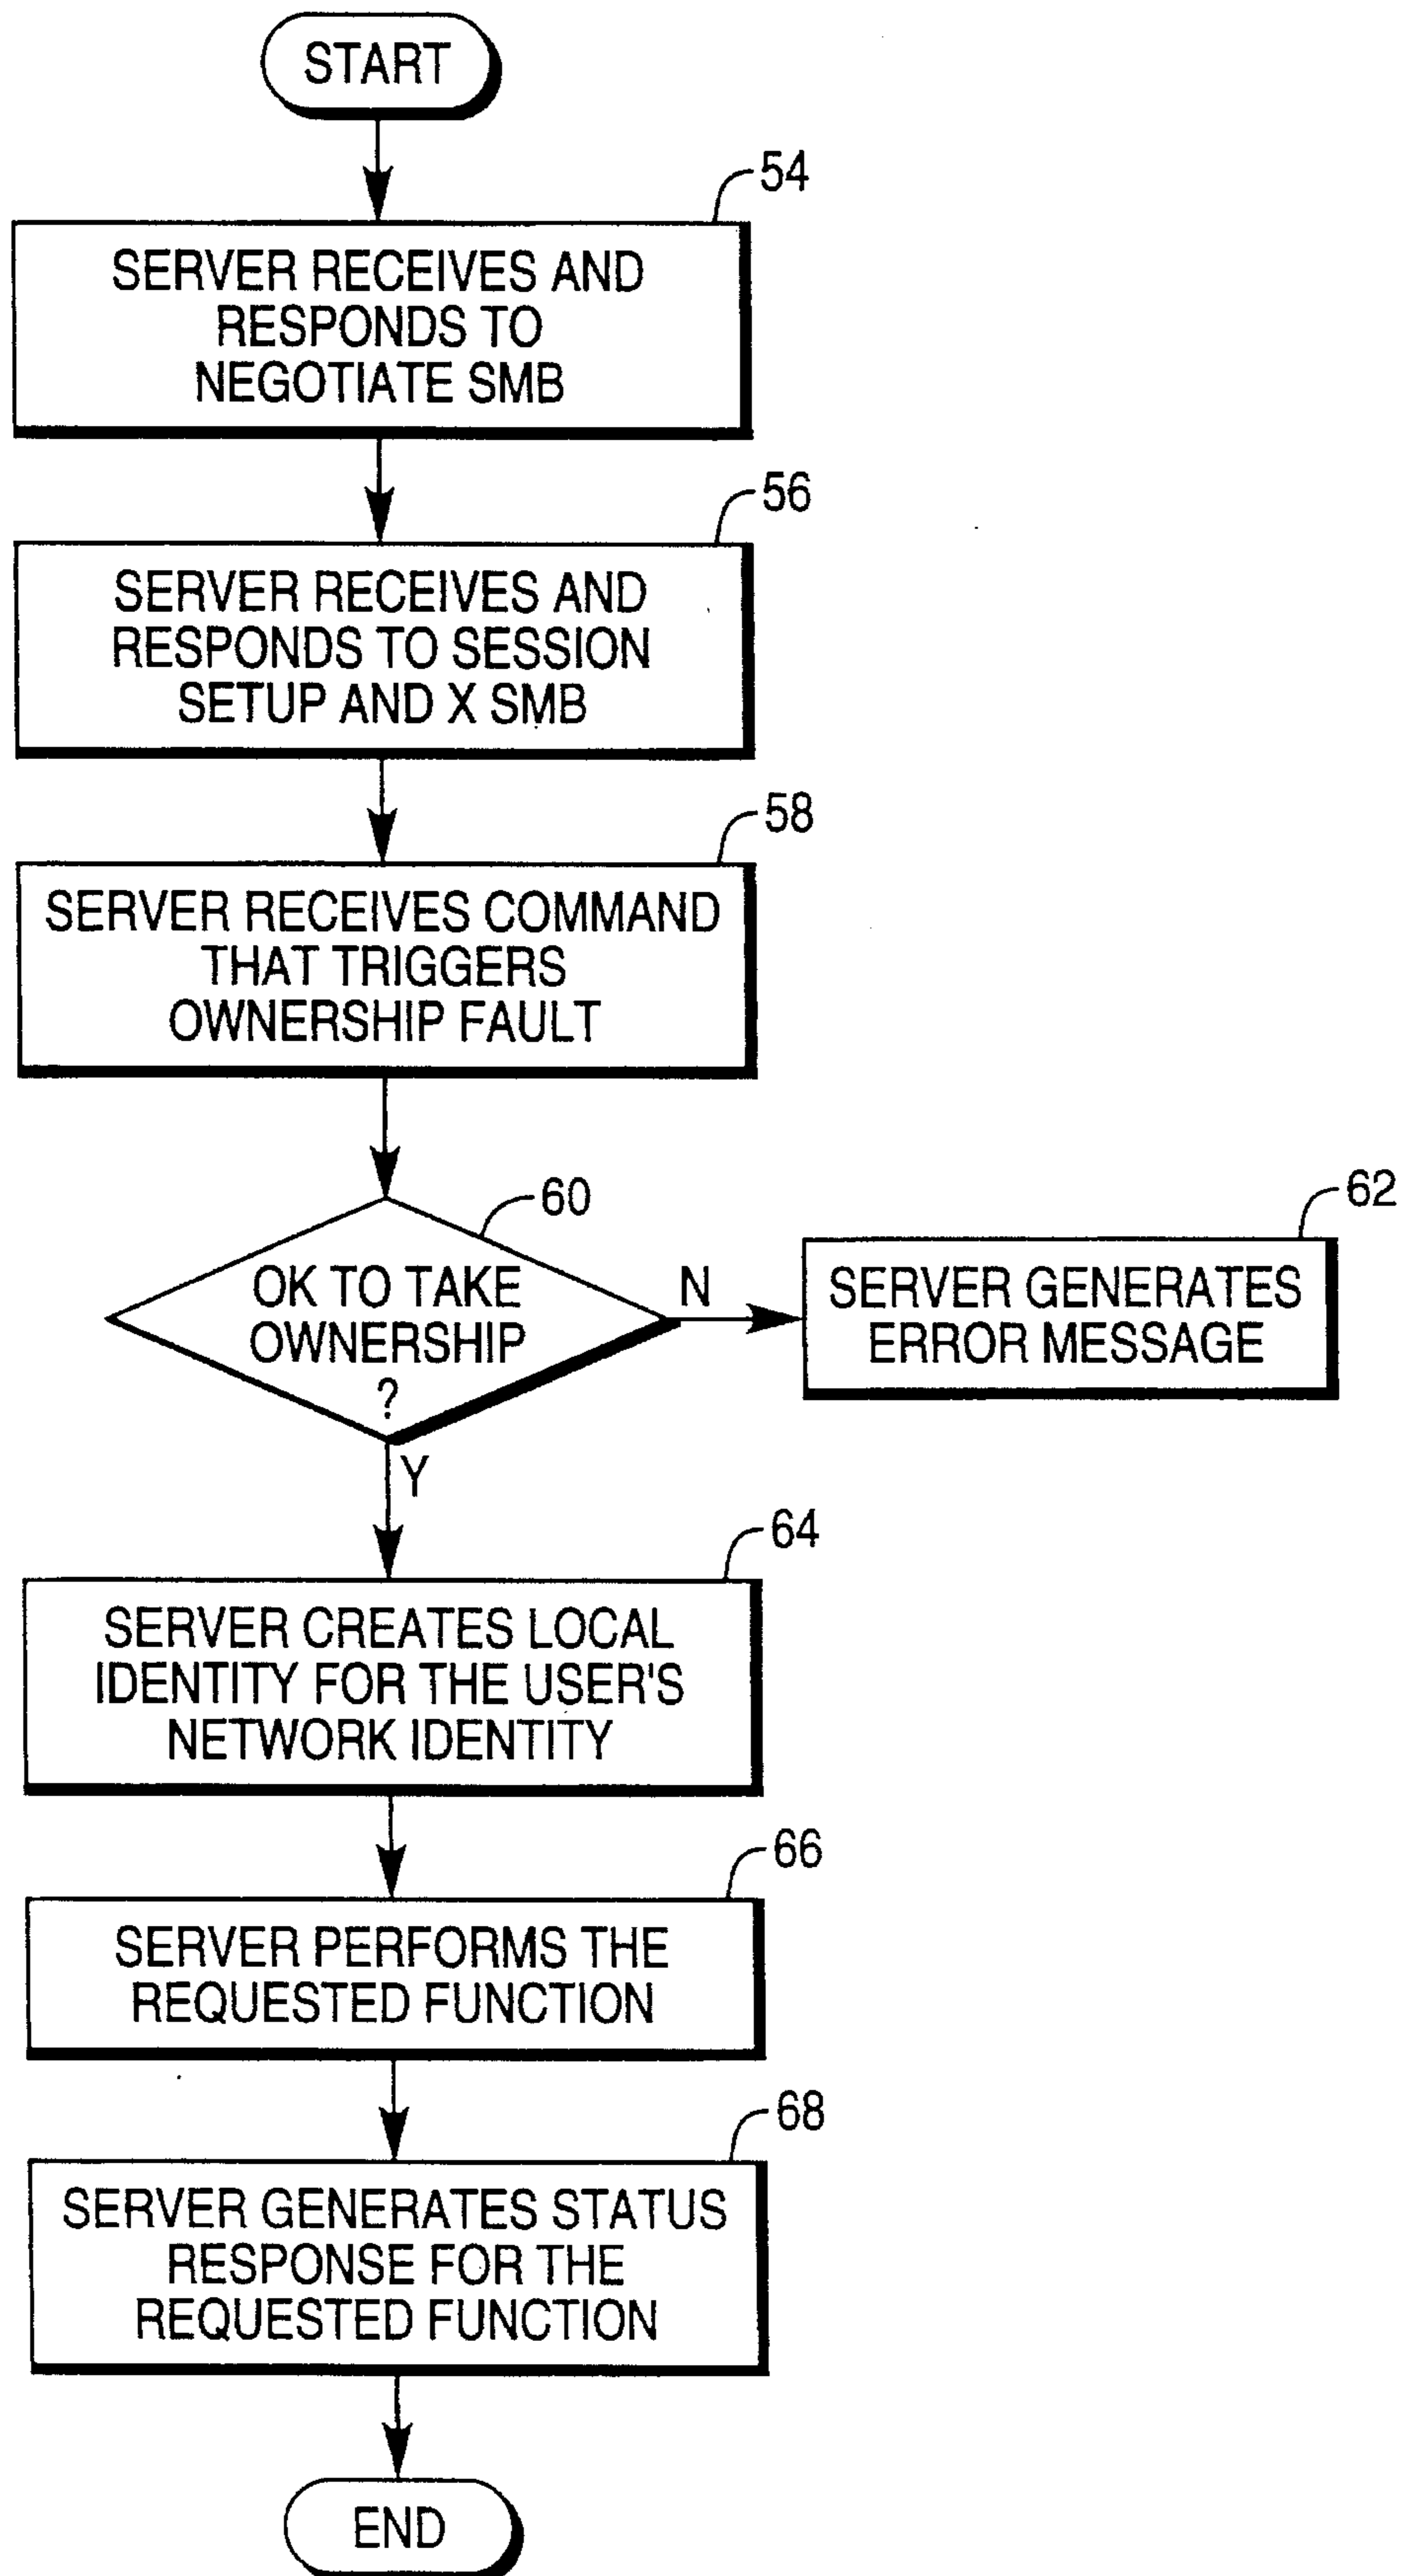 START
54
SERVER RECEIVES AND
RESPONDS TO
NEGOTIATE SMB
56
SERVER RECEIVES AND
RESPONDS TO SESSION
SETUP AND X SMB
58
SERVER RECEIVES COMMAND
THAT TRIGGERS
OWNERSHIP FAULT
60
OK TO TAKE
OWNERSHIP
?
N
62
SERVER GENERATES
ERROR MESSAGE
Y
64
SERVER CREATES LOCAL
IDENTITY FOR THE USER'S
NETWORK IDENTITY
66
SERVER PERFORMS THE
REQUESTED FUNCTION
68
SERVER GENERATES STATUS
RESPONSE FOR THE
REQUESTED FUNCTION
END